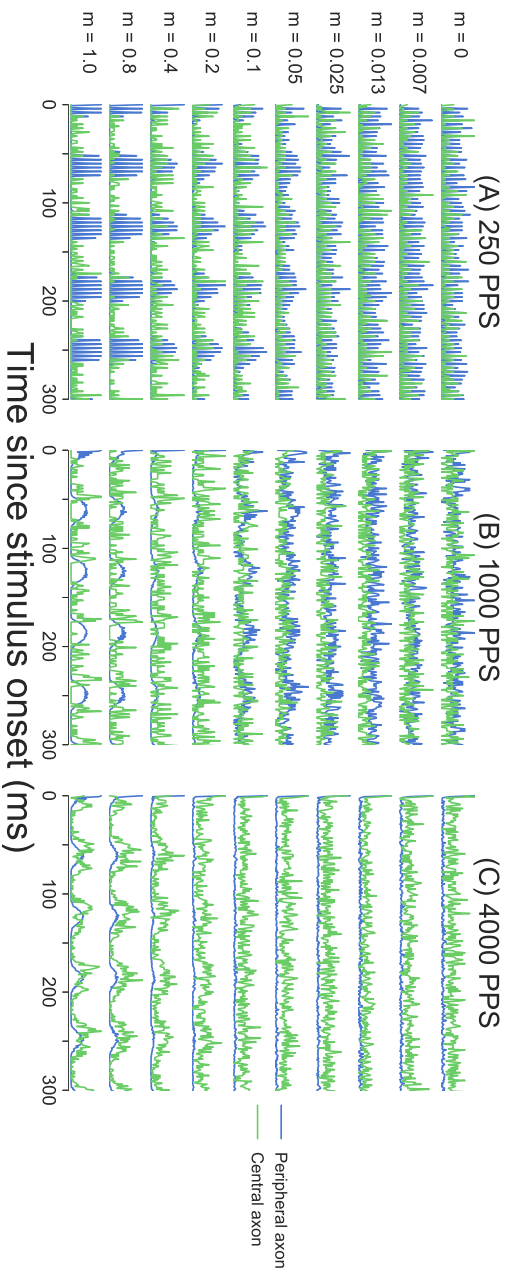 (A) 250 PPS
(B) 1000 PPS
(C) 4000 PPS
m = 0
m = 0.007
m = 0.013
m = 0.025
m = 0.05
m = 0.1
m = 0.2
m = 0.4
m = 0.8
m = 1.0
0 100 200 300
0 100 200 300
0 100 200 300
Time since stimulus onset (ms)
Peripheral axon
Central axon